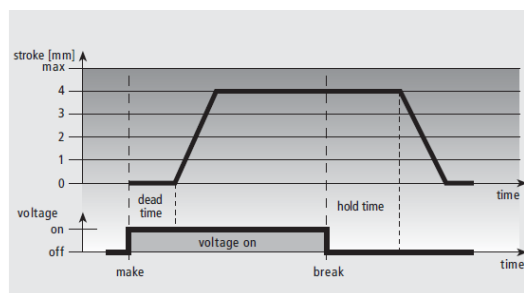 stroke [mm]
max
4
3
2
1
0
time
dead
time
hold time
voltage
on
voltage on
off
time
make
break